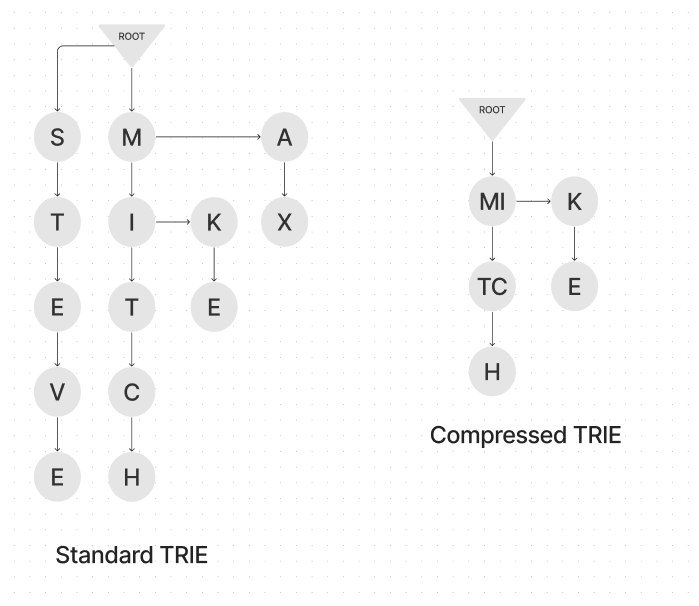 ROOT
S M A
T I K X
E T E
V C
E H
Standard TRIE
ROOT
MI K
TC E
H
Compressed TRIE